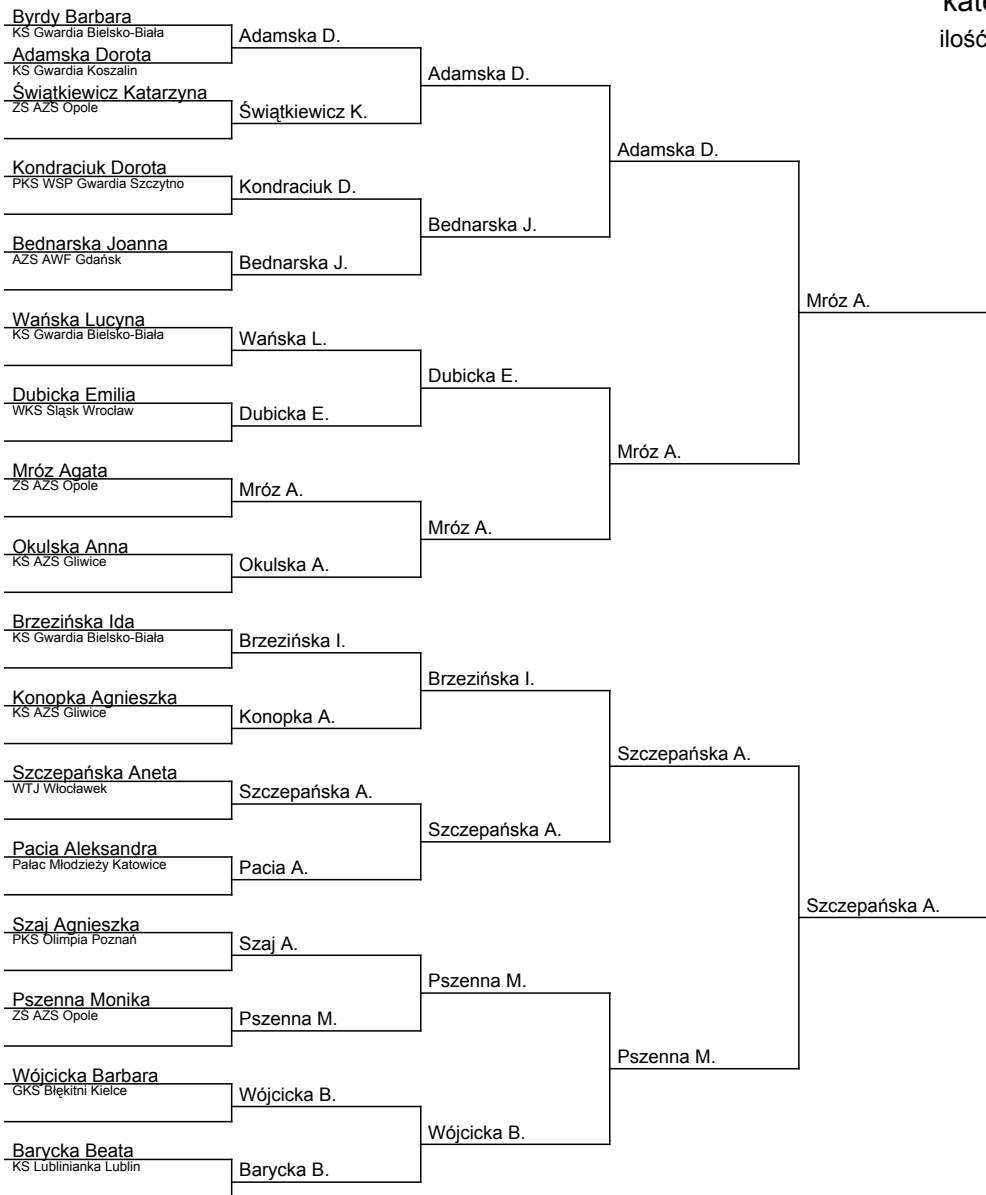 kate
ilość
Byrdy Barbara
KS Gwardia Bielsko-Biała
Adamska Dorota
KS Gwardia Koszalin
Świątkiewicz Katarzyna
ZS AZS Opole
Kondraciuk Dorota
PKS WSP Gwardia Szczytno
Bednarska Joanna
AZS AWF Gdańsk
Wańska Lucyna
KS Gwardia Bielsko-Biała
Dubicka Emilia
WKS Śląsk Wrocław
Mróz Agata
ZS AZS Opole
Okulska Anna
KS AZS Gliwice
Brzezińska Ida
KS Gwardia Bielsko-Biała
Konopka Agnieszka
KS AZS Gliwice
Szczepańska Aneta
WTJ Włocławek
Pacia Aleksandra
Pałac Młodzieży Katowice
Szaj Agnieszka
PKS Olimpia Poznań
Pszenna Monika
ZS AZS Opole
Wójcicka Barbara
GKS Błękitni Kielce
Barycka Beata
KS Lublinianka Lublin
Adamska D.
Świątkiewicz K.
Kondraciuk D.
Bednarska J.
Wańska L.
Dubicka E.
Mróz A.
Okulska A.
Brzezińska I.
Konopka A.
Szczepańska A.
Pacia A.
Szaj A.
Pszenna M.
Wójcicka B.
Barycka B.
Adamska D.
Bednarska J.
Dubicka E.
Mróz A.
Brzezińska I.
Szczepańska A.
Pszenna M.
Wójcicka B.
Adamska D.
Mróz A.
Szczepańska A.
Pszenna M.
Mróz A.
Szczepańska A.